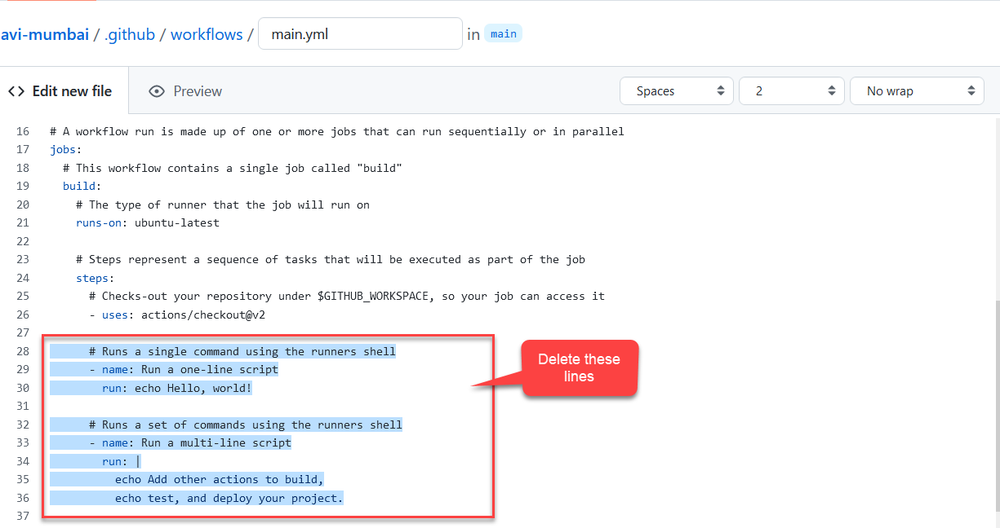 avi-mumbai / .github / workflows / main.yml in main
<> Edit new file Preview Spaces 2 No wrap
16 # A workflow run is made up of one or more jobs that can run sequentially or in parallel
17 jobs:
18 # This workflow contains a single job called "build"
19 build:
20 # The type of runner that the job will run on
21 runs-on: ubuntu-latest
22
23 # Steps represent a sequence of tasks that will be executed as part of the job
24 steps:
25 # Checks-out your repository under $GITHUB_WORKSPACE, so your job can access it
26 - uses: actions/checkout@v2
27
28 # Runs a single command using the runners shell
29 - name: Run a one-line script
30 run: echo Hello, world!
31
32 # Runs a set of commands using the runners shell
33 - name: Run a multi-line script
34 run: |
35 echo Add other actions to build,
36 echo test, and deploy your project.
37
Delete these
lines